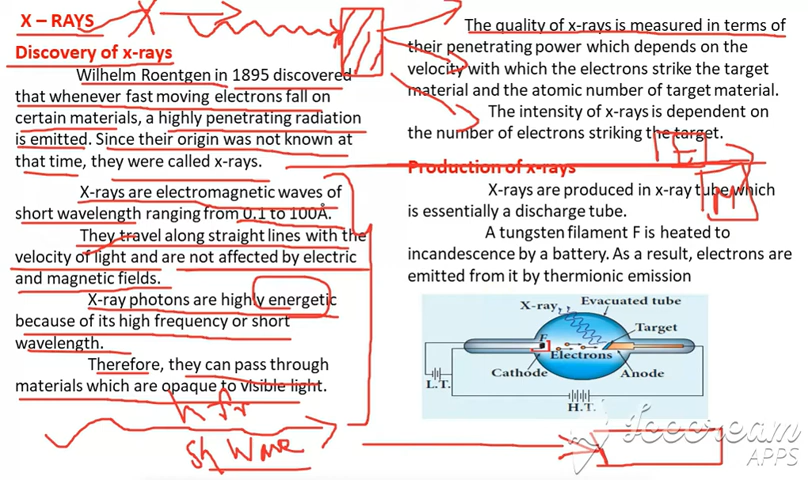 X – RAYS
Discovery of x-rays
Wilhelm Roentgen in 1895 discovered
that whenever fast moving electrons fall on
certain materials, a highly penetrating radiation
is emitted. Since their origin was not known at
that time, they were called x-rays.
X-rays are electromagnetic waves of
short wavelength ranging from 0.1 to 100Å.
They travel along straight lines with the
velocity of light and are not affected by electric
and magnetic fields.
X-ray photons are highly energetic
because of its high frequency or short
wavelength.
Therefore, they can pass through
materials which are opaque to visible light.
h fr
sh Wave
The quality of x-rays is measured in terms of
their penetrating power which depends on the
velocity with which the electrons strike the target
material and the atomic number of target material.
The intensity of x-rays is dependent on
the number of electrons striking the target.
E
Production of x-rays
M
X-rays are produced in x-ray tube which
is essentially a discharge tube.
A tungsten filament F is heated to
incandescence by a battery. As a result, electrons are
emitted from it by thermionic emission
X-ray
Evacuated tube
Target
F
Electrons
Cathode
Anode
L.T.
H.T.
Icecream
APPS